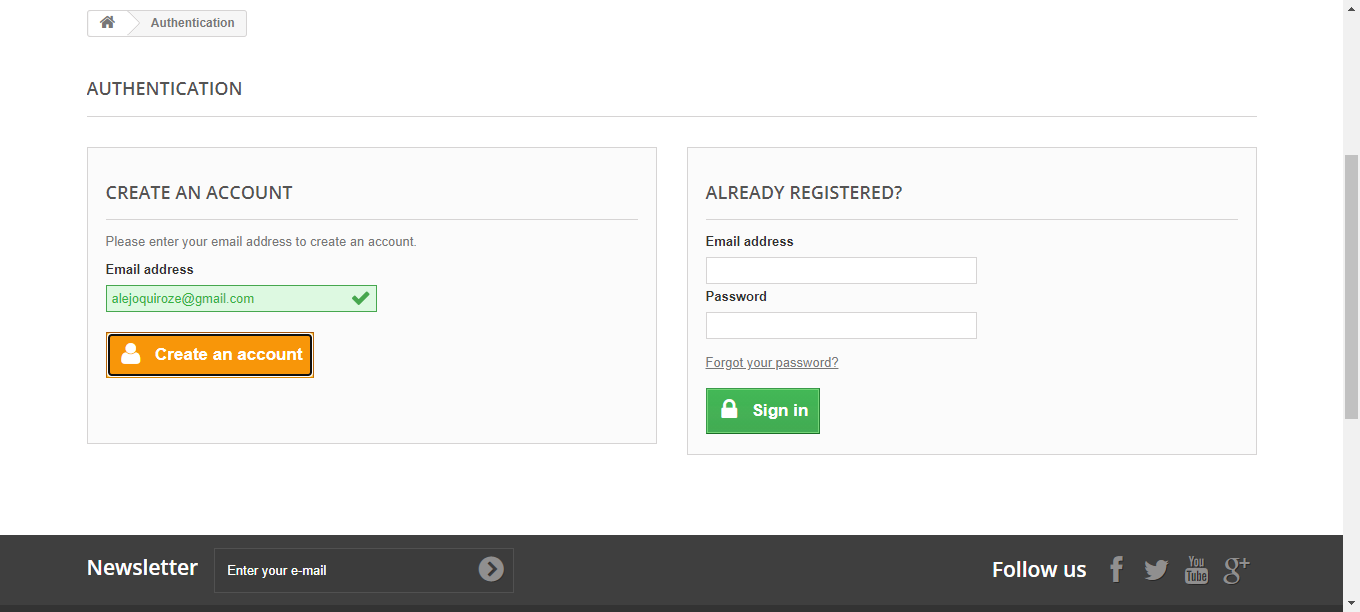 Authentication
AUTHENTICATION
CREATE AN ACCOUNT
Please enter your email address to create an account.
Email address
alejoquiroze@gmail.com
Create an account
ALREADY REGISTERED?
Email address
Password
Forgot your password?
Sign in
Newsletter
Enter your e-mail
Follow us
You
Tube
g+